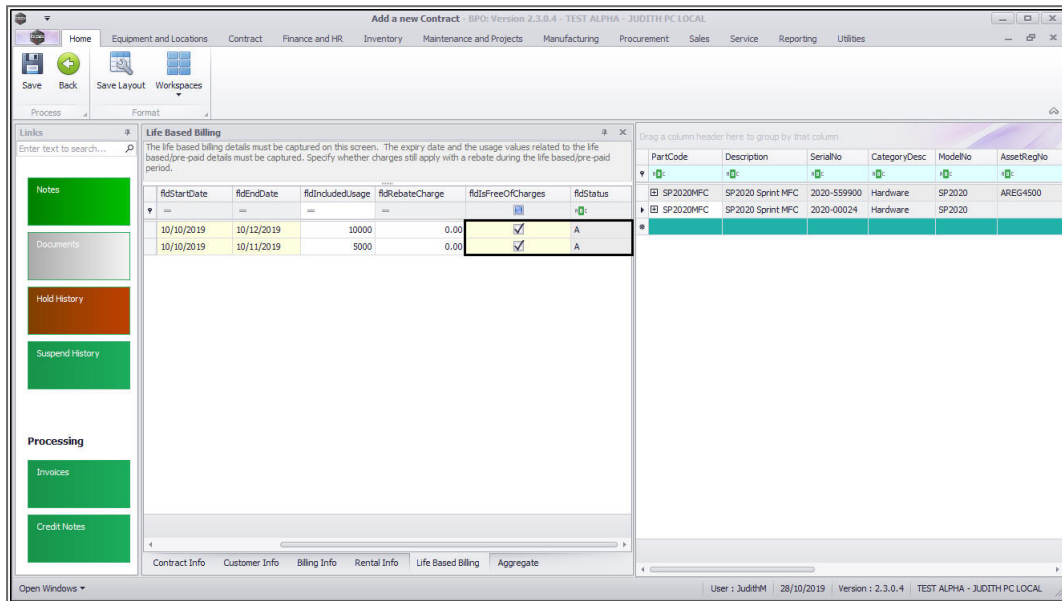 Add a new Contract - BPO: Version 2.3.0.4 - TEST ALPHA - JUDITH PC LOCAL
Home Equipment and Locations Contract Finance and HR Inventory Maintenance and Projects Manufacturing Procurement Sales Service Reporting Utilities
Save Back Save Layout Workspaces
Process Format
Links
Enter text to search...
Notes
Documents
Hold History
Suspend History
Processing
Invoices
Credit Notes
Life Based Billing
The life based billing details must be captured on this screen. The expiry date and the usage values related to the life
based/pre-paid details must be captured. Specify whether charges still apply with a rebate during the life based/pre-paid
period.
fldStartDate fldEndDate fldIncludedUsage fldRebateCharge fldIsFreeOfCharges fldStatus
= = = =
10/10/2019 10/12/2019 10000 0.00 A
10/10/2019 10/11/2019 5000 0.00 A
Contract Info Customer Info Billing Info Rental Info Life Based Billing Aggregate
Drag a column header here to group by that column
PartCode Description SerialNo CategoryDesc ModelNo AssetRegNo
SP2020MFC SP2020 Sprint MFC 2020-559900 Hardware SP2020 AREG4500
SP2020MFC SP2020 Sprint MFC 2020-00024 Hardware SP2020
Open Windows
User : JudithM 28/10/2019 Version : 2.3.0.4 TEST ALPHA - JUDITH PC LOCAL